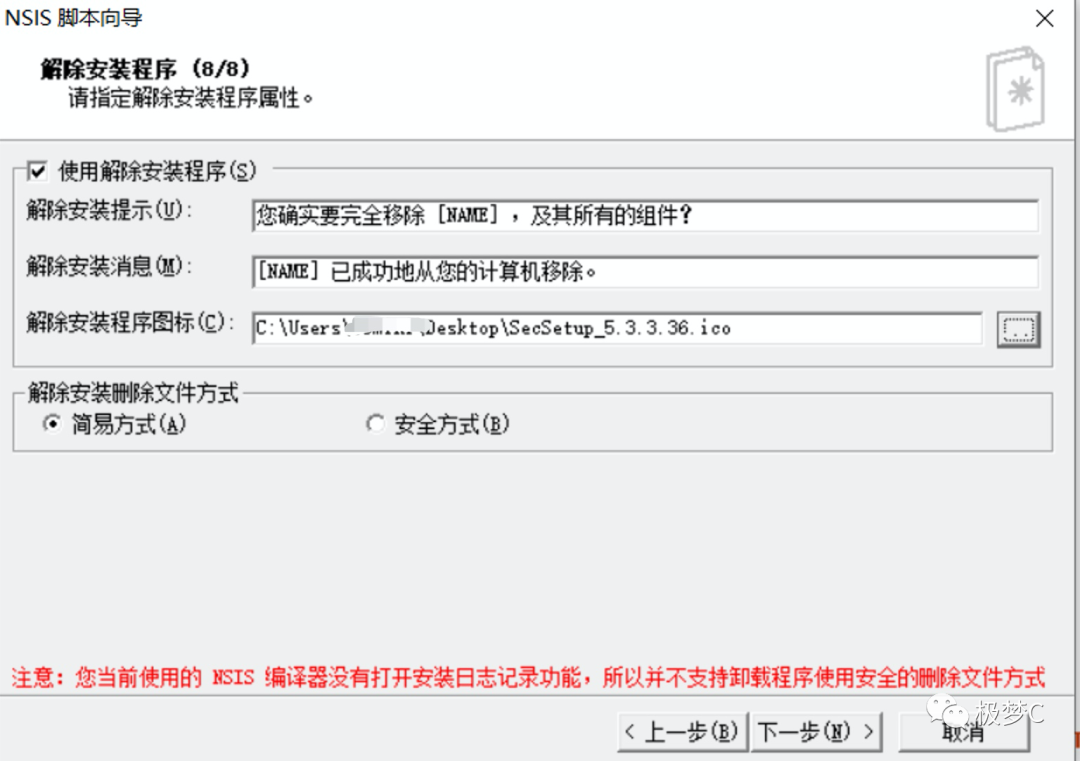 NSIS 脚本向导
解除安装程序 (8/8)
请指定解除安装程序属性。
使用解除安装程序(S)
解除安装提示(U):
您确实要完全移除 [NAME] ，及其所有的组件？
解除安装消息(M):
[NAME] 已成功地从您的计算机移除。
解除安装程序图标(C):
C:\Users\ \Desktop\SecSetup_5.3.3.36.ico
...
解除安装删除文件方式
简易方式(A)
安全方式(B)
注意：您当前使用的 NSIS 编译器没有打开安装日志记录功能，所以并不支持卸载程序使用安全的删除文件方式
极梦C
< 上一步(B)
下一步(N) >
取消